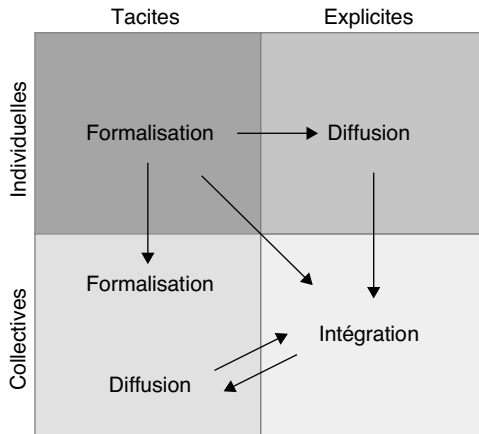 Tacites
Explicites
Individuelles
Formalisation
Diffusion
Collectives
Formalisation
Intégration
Diffusion